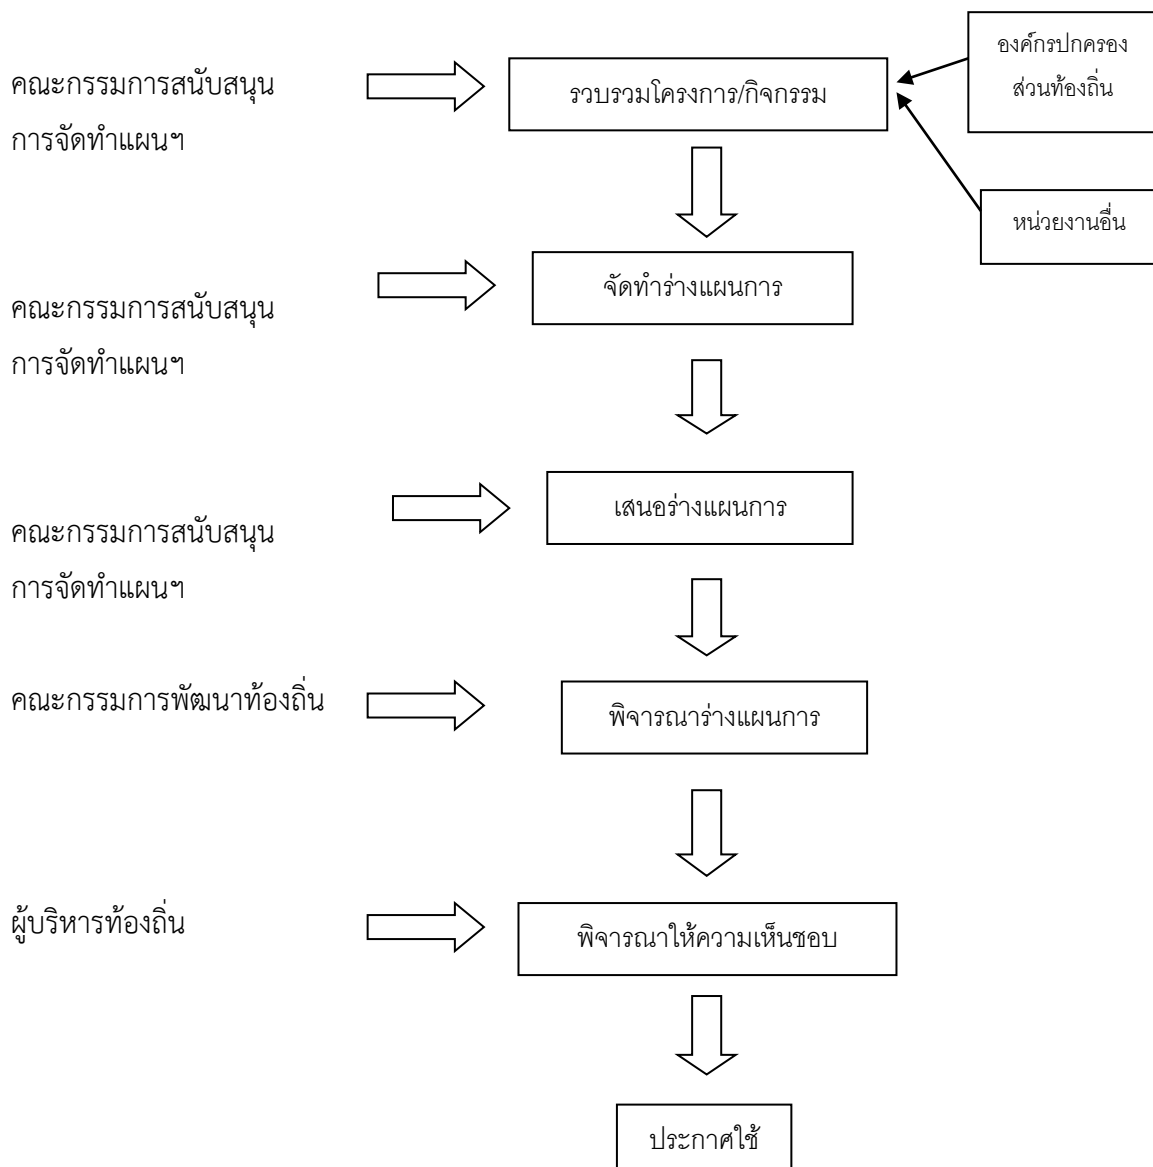 องค์กรปกครอง
ส่วนท้องถิ่น
คณะกรรมการสนับสนุน
การจัดทำแผนฯ
รวบรวมโครงการ/กิจกรรม
หน่วยงานอื่น
คณะกรรมการสนับสนุน
การจัดทำแผนฯ
จัดทำร่างแผนการ
คณะกรรมการสนับสนุน
การจัดทำแผนฯ
เสนอร่างแผนการ
คณะกรรมการพัฒนาท้องถิ่น
พิจารณาร่างแผนการ
ผู้บริหารท้องถิ่น
พิจารณาให้ความเห็นชอบ
ประกาศใช้